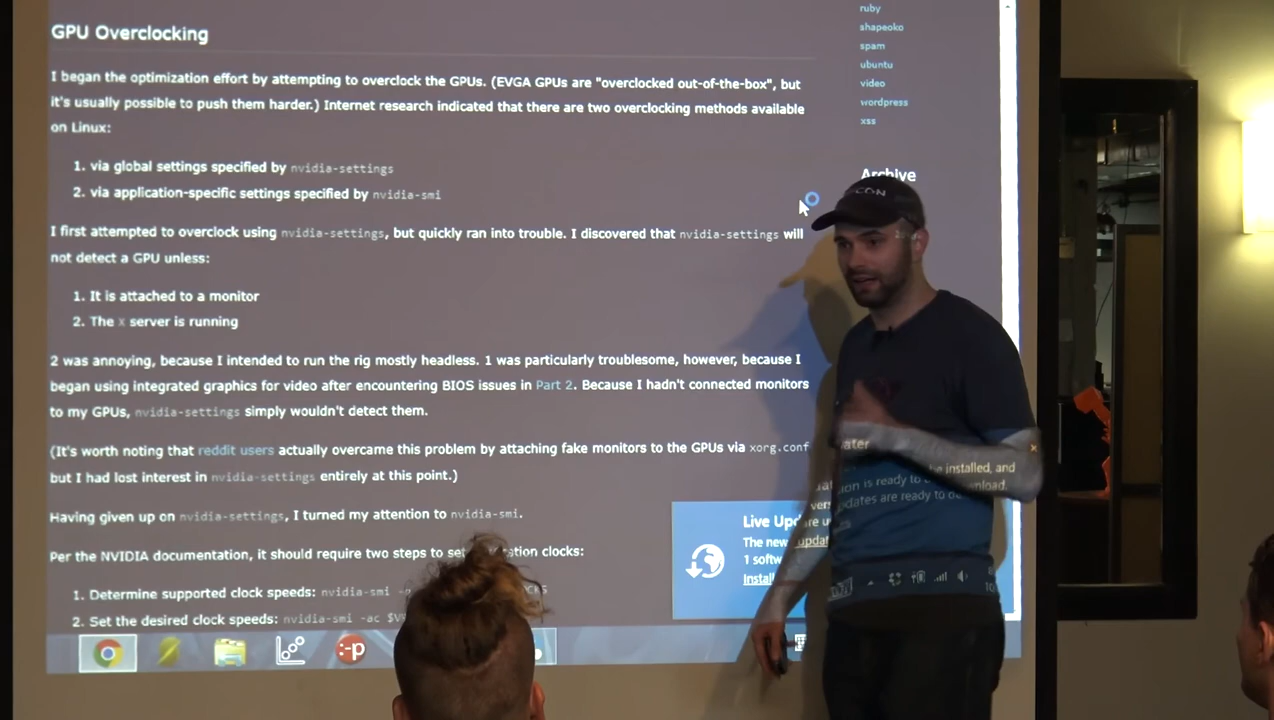 GPU Overclocking
I began the optimization effort by attempting to overclock the GPUs. (EVGA GPUs are "overclocked out-of-the-box", but
it's usually possible to push them harder.) Internet research indicated that there are two overclocking methods available
on Linux:
1. via global settings specified by nvidia-settings
2. via application-specific settings specified by nvidia-smi
I first attempted to overclock using nvidia-settings, but quickly ran into trouble. I discovered that nvidia-settings will
not detect a GPU unless:
1. It is attached to a monitor
2. The X server is running
2 was annoying, because I intended to run the rig mostly headless. 1 was particularly troublesome, however, because I
began using integrated graphics for video after encountering BIOS issues in Part 2. Because I hadn't connected monitors
to my GPUs, nvidia-settings simply wouldn't detect them.
(It's worth noting that reddit users actually overcame this problem by attaching fake monitors to the GPUs via xorg.conf
but I had lost interest in nvidia-settings entirely at this point.)
Having given up on nvidia-settings, I turned my attention to nvidia-smi.
Per the NVIDIA documentation, it should require two steps to set clocks:
1. Determine supported clock speeds: nvidia-smi
2. Set the desired clock speeds: nvidia-smi -ac
ruby
shapeoko
spam
ubuntu
video
wordpress
xss
Archive
Live
The new
1
be installed, and
is ready to
updates are ready to
:-p